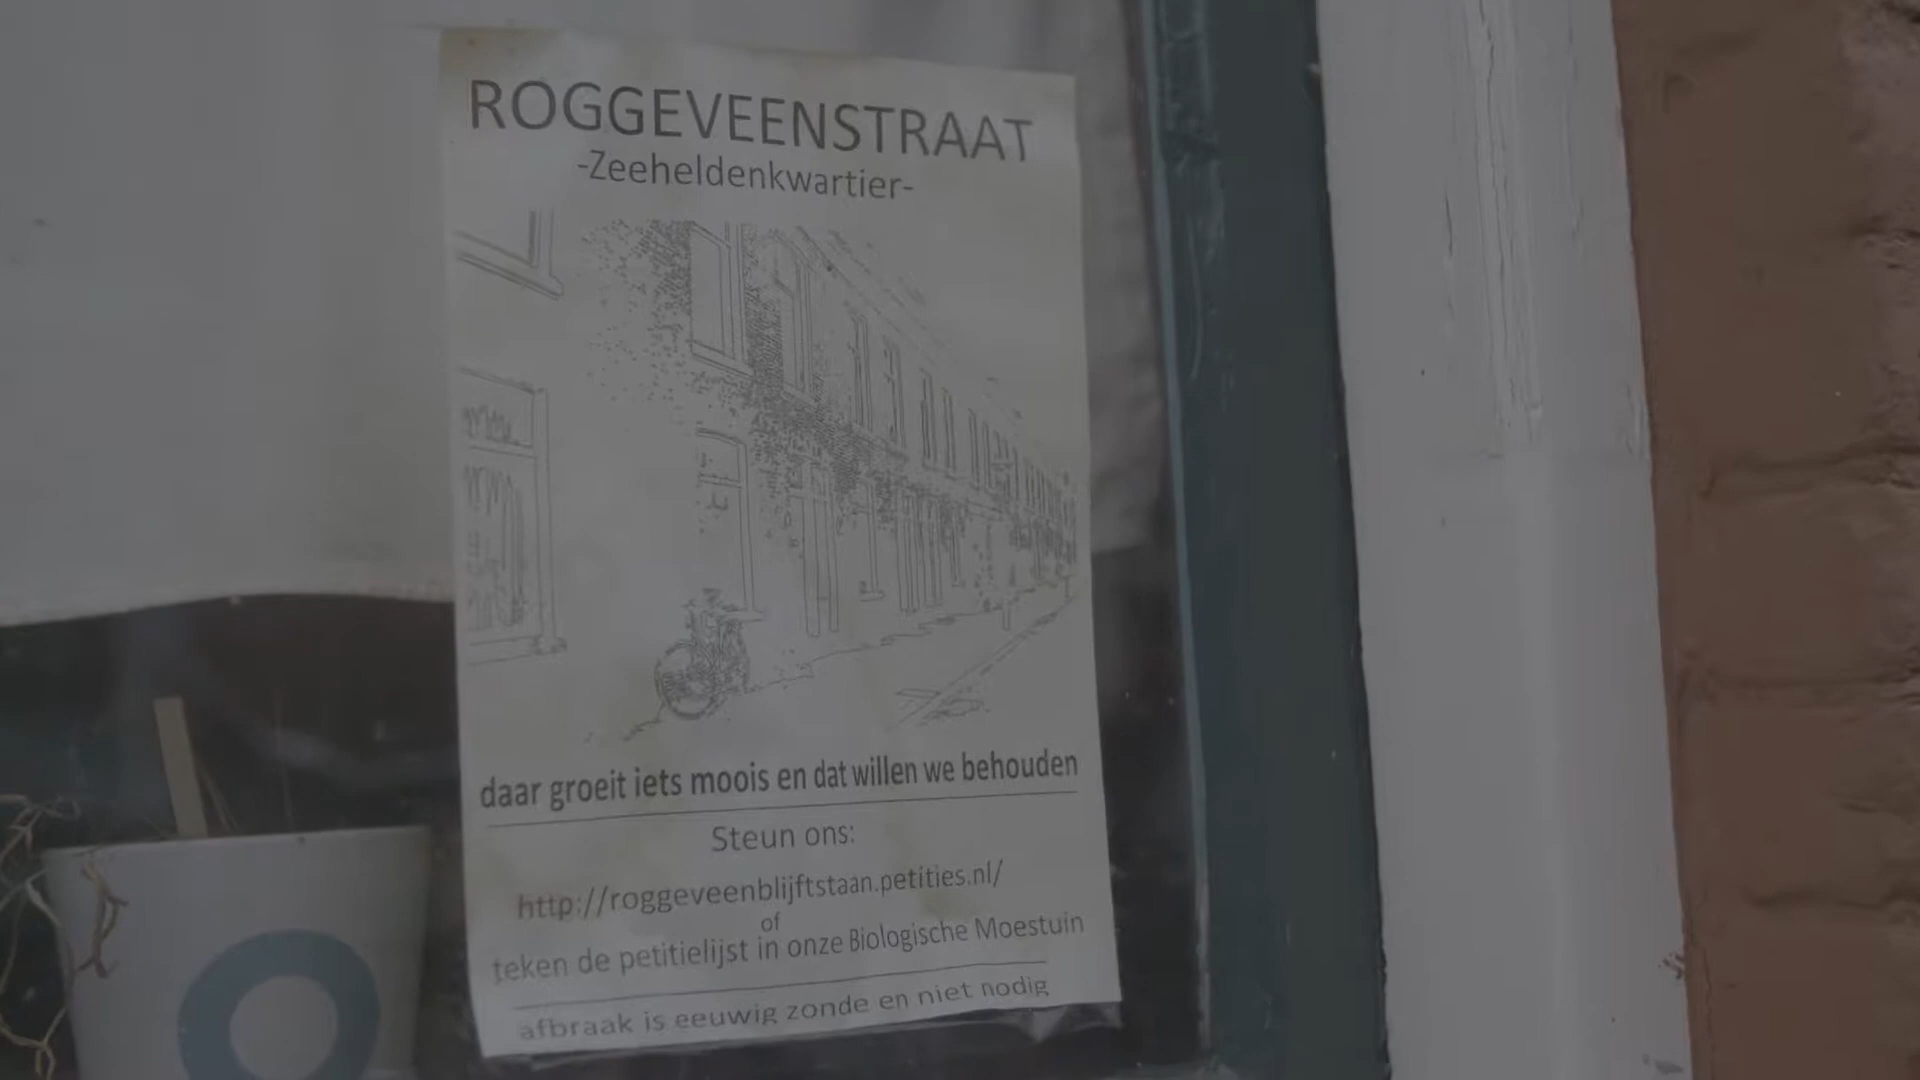 ROGGEVEENSTRAAT
-Zeeheldenkwartier-
daar groeit iets moois en dat willen we behouden
Steun ons:
http://roggeveenblijftstaan.petities.nl/
of
teken de petitielijst in onze Biologische Moestuin
afbraak is eeuwig zonde en niet nodig